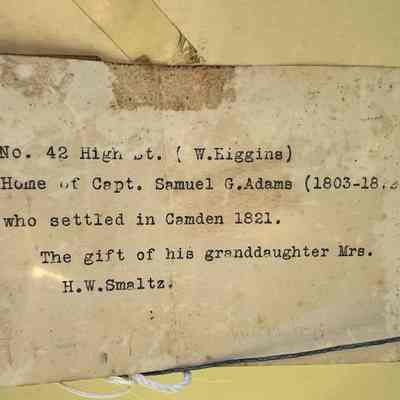 No. 42 High St. ( W.Higgins)
Home of Capt. Samuel G.Adams (1803-18
who settled in Camden 1821.
The gift of his granddaughter Mrs.
H.W.Smaltz.